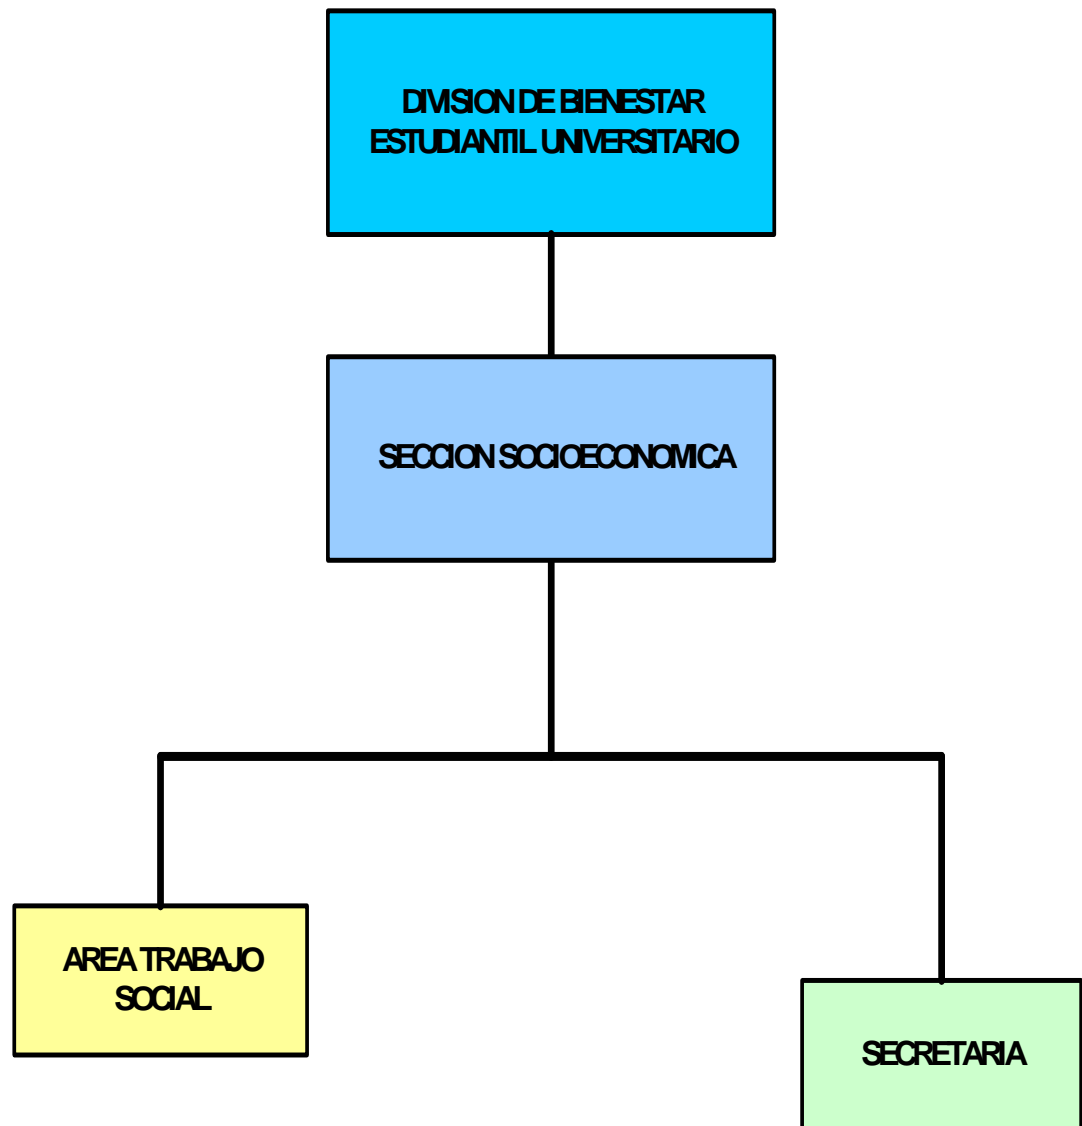 DIVISION DE BIENESTAR
ESTUDIANTIL UNIVERSITARIO
SECCION SOCIOECONOMICA
AREA TRABAJO
SOCIAL
SECRETARIA